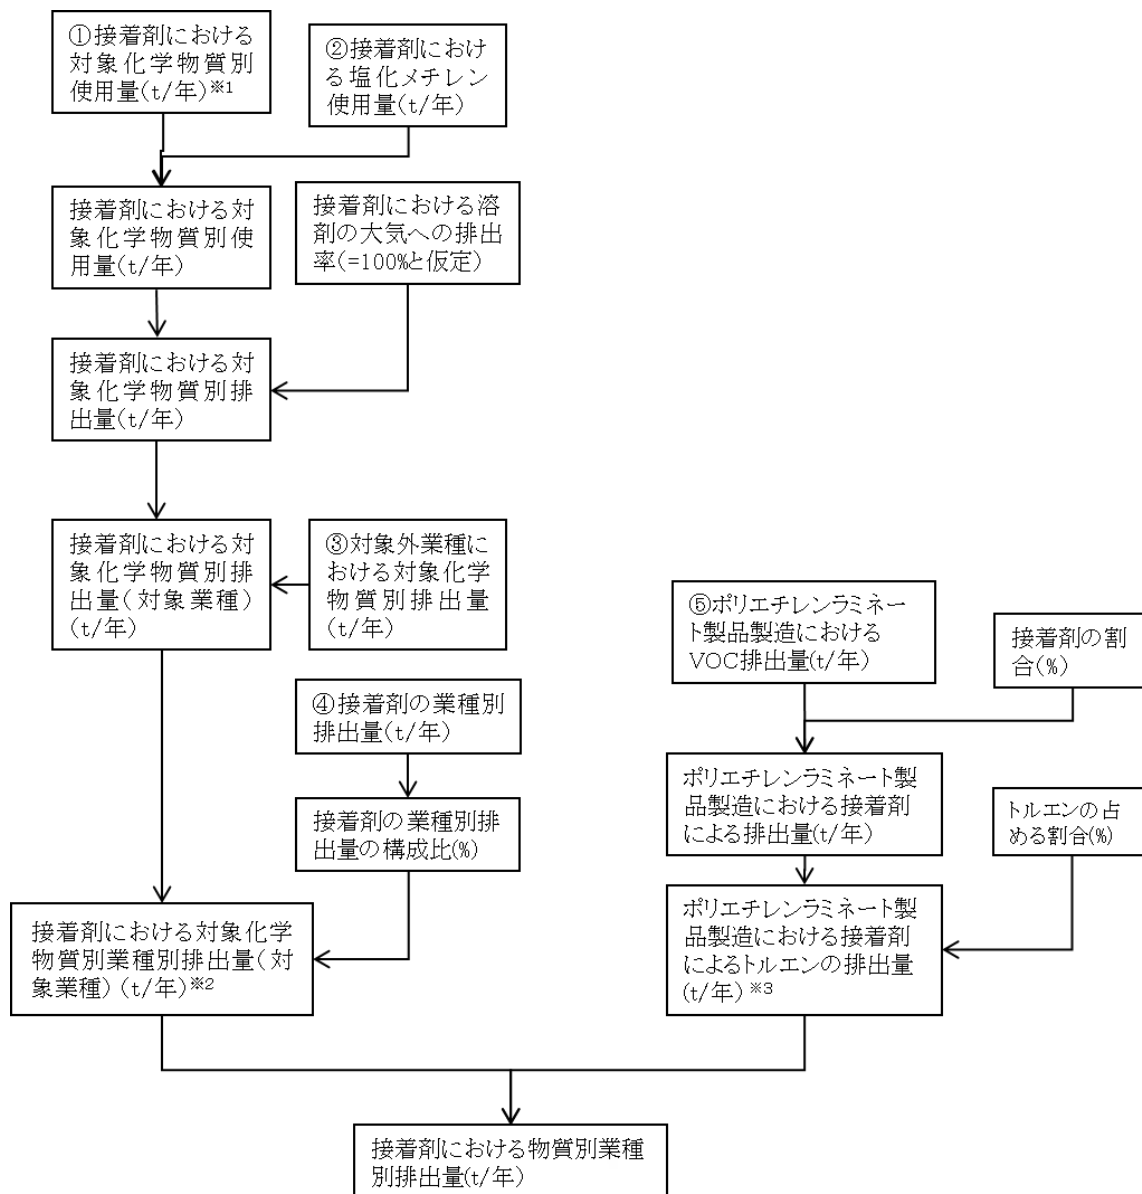 ①接着剤における
対象化学物質別
使用量(t/年)※1
②接着剤におけ
る塩化メチレン
使用量(t/年)
接着剤における対
象化学物質別使
用量(t/年)
接着剤における溶
剤の大気への排出
率(=100%と仮定)
接着剤における対
象化学物質別排
出量(t/年)
接着剤における対
象化学物質別排
出量(対象業種)
(t/年)
③対象外業種に
おける対象化学
物質別排出量
(t/年)
④接着剤の業種別
排出量(t/年)
接着剤の業種別排
出量の構成比(%)
接着剤における対象化学
物質別業種別排出量(対
象業種)(t/年)※2
⑤ポリエチレンラミネー
ト製品製造における
VOC排出量(t/年)
接着剤の割
合(%)
ポリエチレンラミネート製
品製造における接着剤
による排出量(t/年)
トルエンの占
める割合(%)
ポリエチレンラミネート製
品製造における接着剤
によるトルエンの排出量
(t/年)※3
接着剤における物質別業種
別排出量(t/年)